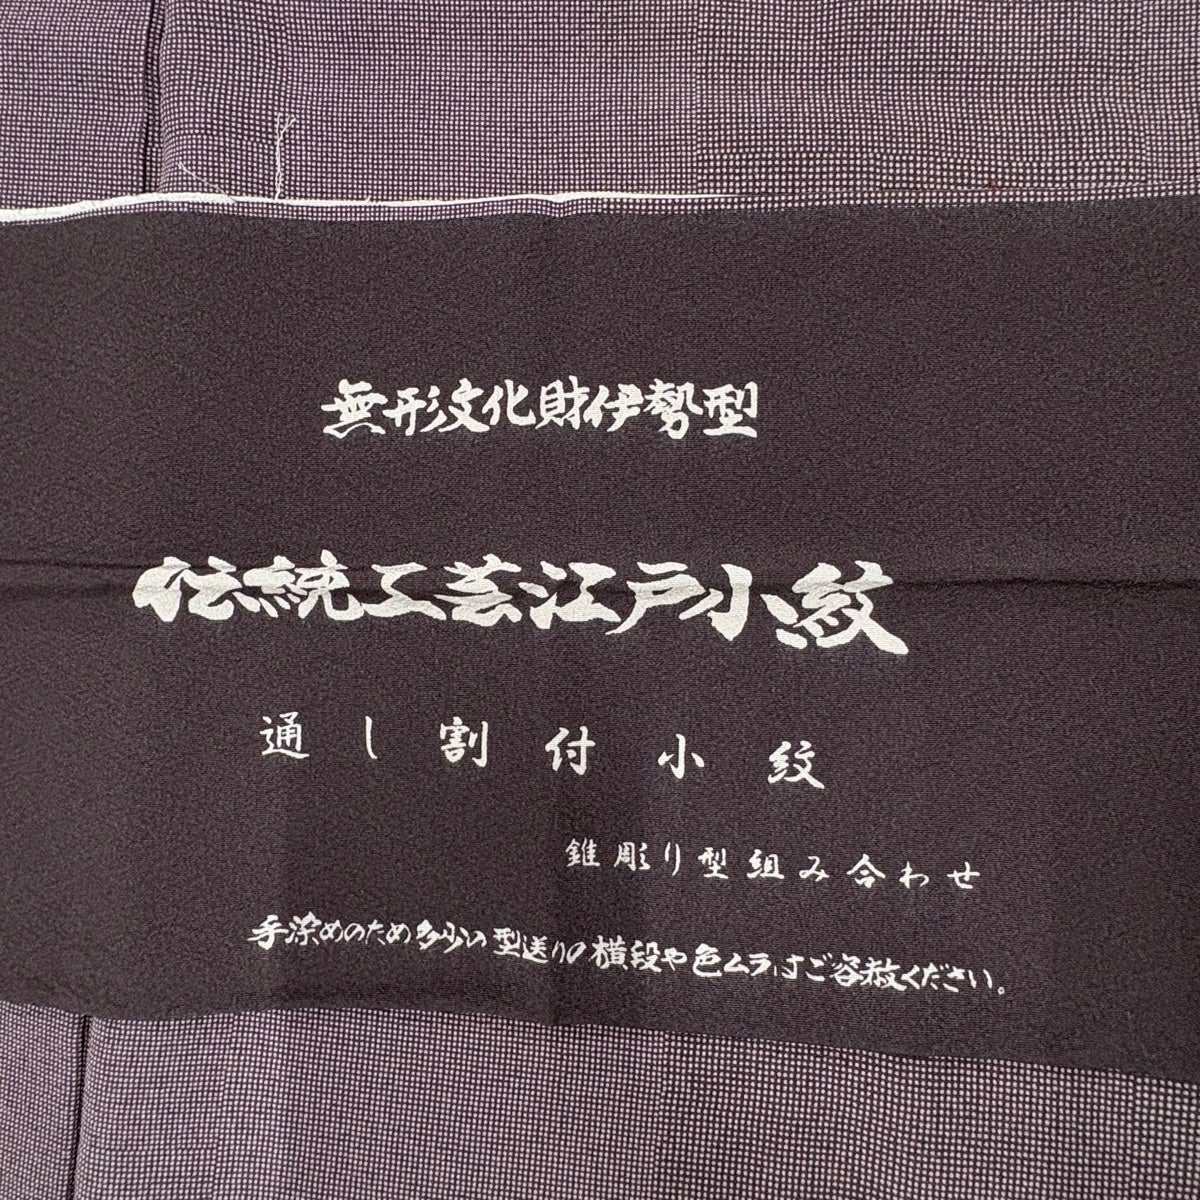 無形文化財伊勢型
伝統工芸江戸小紋
通し割付小紋
錐彫り型組み合わせ
手染めのため多少の型送りの横段や色ムラはご容赦ください。